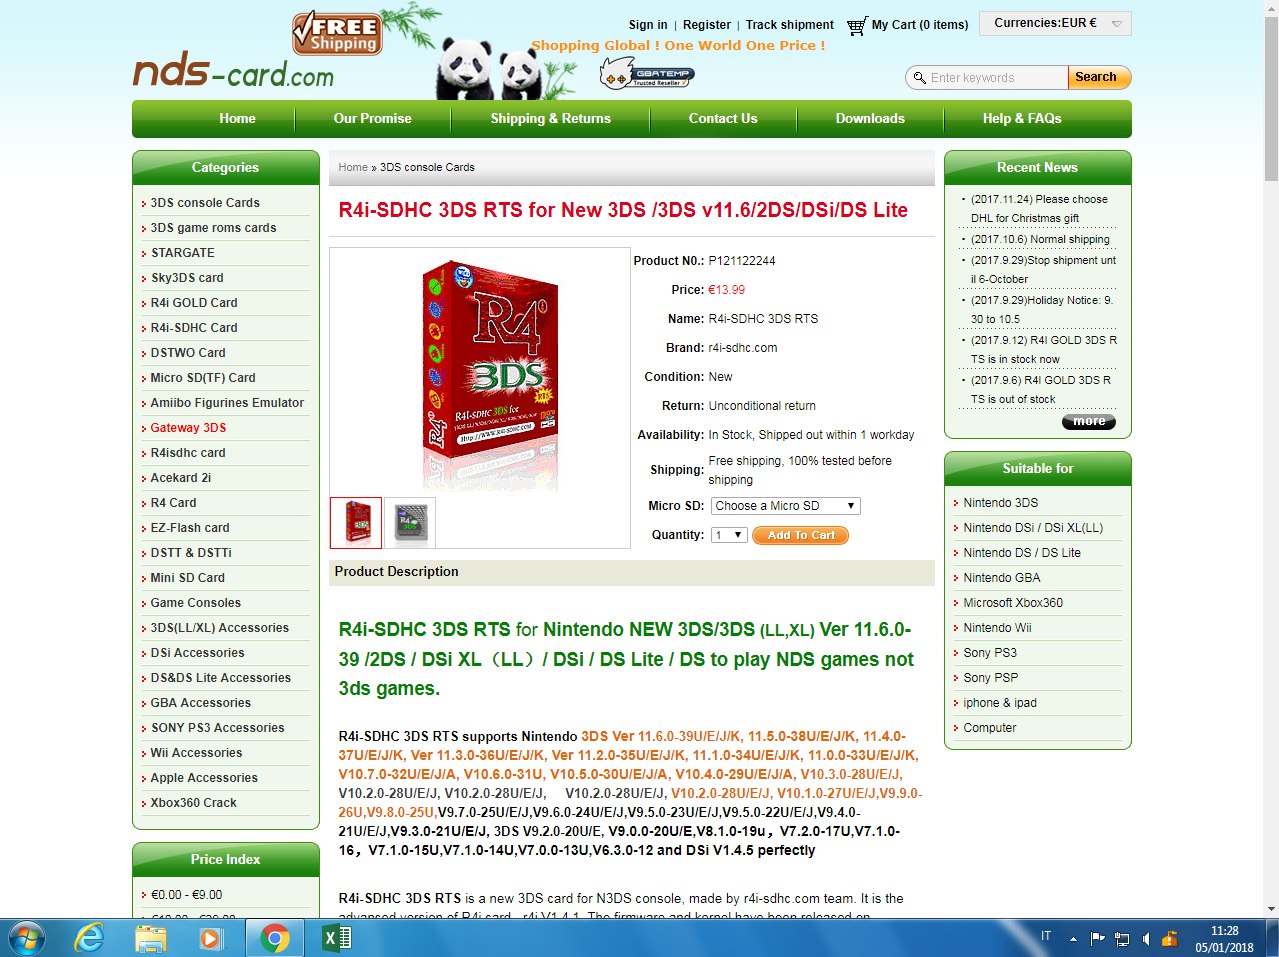 FREE
Shipping
nds-card.com
Sign in | Register | Track shipment
My Cart (0 items)
Currencies:EUR €
Shopping Global ! One World One Price !
GBATEMP
Trusted Reseller
Enter keywords
Search
Home
Our Promise
Shipping & Returns
Contact Us
Downloads
Help & FAQs
Categories
3DS console Cards
3DS game roms cards
STARGATE
Sky3DS card
R4i GOLD Card
R4i-SDHC Card
DSTWO Card
Micro SD(TF) Card
Amiibo Figurines Emulator
Gateway 3DS
R4isdhc card
Acekard 2i
R4 Card
EZ-Flash card
DSTT & DSTTi
Mini SD Card
Game Consoles
3DS(LL/XL) Accessories
DSi Accessories
DS&DS Lite Accessories
GBA Accessories
SONY PS3 Accessories
Wii Accessories
Apple Accessories
Xbox360 Crack
Price Index
€0.00 - €9.00
Home » 3DS console Cards
R4i-SDHC 3DS RTS for New 3DS /3DS v11.6/2DS/DSi/DS Lite
R4
3DS
R4I-SDHC 3DS for
Http://WWW.R4I-SDHC.COM
Product N0.: P121122244
Price: €13.99
Name: R4i-SDHC 3DS RTS
Brand: r4i-sdhc.com
Condition: New
Return: Unconditional return
Availability: In Stock, Shipped out within 1 workday
Shipping: Free shipping, 100% tested before
shipping
Micro SD: Choose a Micro SD
Quantity: 1 Add To Cart
Product Description
R4i-SDHC 3DS RTS for Nintendo NEW 3DS/3DS (LL,XL) Ver 11.6.0-
39 /2DS / DSi XL（LL）/ DSi / DS Lite / DS to play NDS games not
3ds games.
R4i-SDHC 3DS RTS supports Nintendo 3DS Ver 11.6.0-39U/E/J/K, 11.5.0-38U/E/J/K, 11.4.0-
37U/E/J/K, Ver 11.3.0-36U/E/J/K, Ver 11.2.0-35U/E/J/K, 11.1.0-34U/E/J/K, 11.0.0-33U/E/J/K,
V10.7.0-32U/E/J/A, V10.6.0-31U, V10.5.0-30U/E/J/A, V10.4.0-29U/E/J/A, V10.3.0-28U/E/J,
V10.2.0-28U/E/J, V10.2.0-28U/E/J, V10.2.0-28U/E/J, V10.2.0-28U/E/J, V10.1.0-27U/E/J,V9.9.0-
26U,V9.8.0-25U,V9.7.0-25U/E/J,V9.6.0-24U/E/J,V9.5.0-23U/E/J,V9.5.0-22U/E/J,V9.4.0-
21U/E/J,V9.3.0-21U/E/J, 3DS V9.2.0-20U/E, V9.0.0-20U/E,V8.1.0-19u，V7.2.0-17U,V7.1.0-
16，V7.1.0-15U,V7.1.0-14U,V7.0.0-13U,V6.3.0-12 and DSi V1.4.5 perfectly
R4i-SDHC 3DS RTS is a new 3DS card for N3DS console, made by r4i-sdhc.com team. It is the
advanced version of R4i card - r4i V1.4.1. The firmware and kernel have been released on
Recent News
(2017.11.24) Please choose
DHL for Christmas gift
(2017.10.6) Normal shipping
(2017.9.29)Stop shipment unt
il 6-October
(2017.9.29)Holiday Notice: 9.
30 to 10.5
(2017.9.12) R4I GOLD 3DS R
TS is in stock now
(2017.9.6) R4I GOLD 3DS R
TS is out of stock
more
Suitable for
Nintendo 3DS
Nintendo DSi / DSi XL(LL)
Nintendo DS / DS Lite
Nintendo GBA
Microsoft Xbox360
Nintendo Wii
Sony PS3
Sony PSP
iphone & ipad
Computer
IT
11:28
05/01/2018